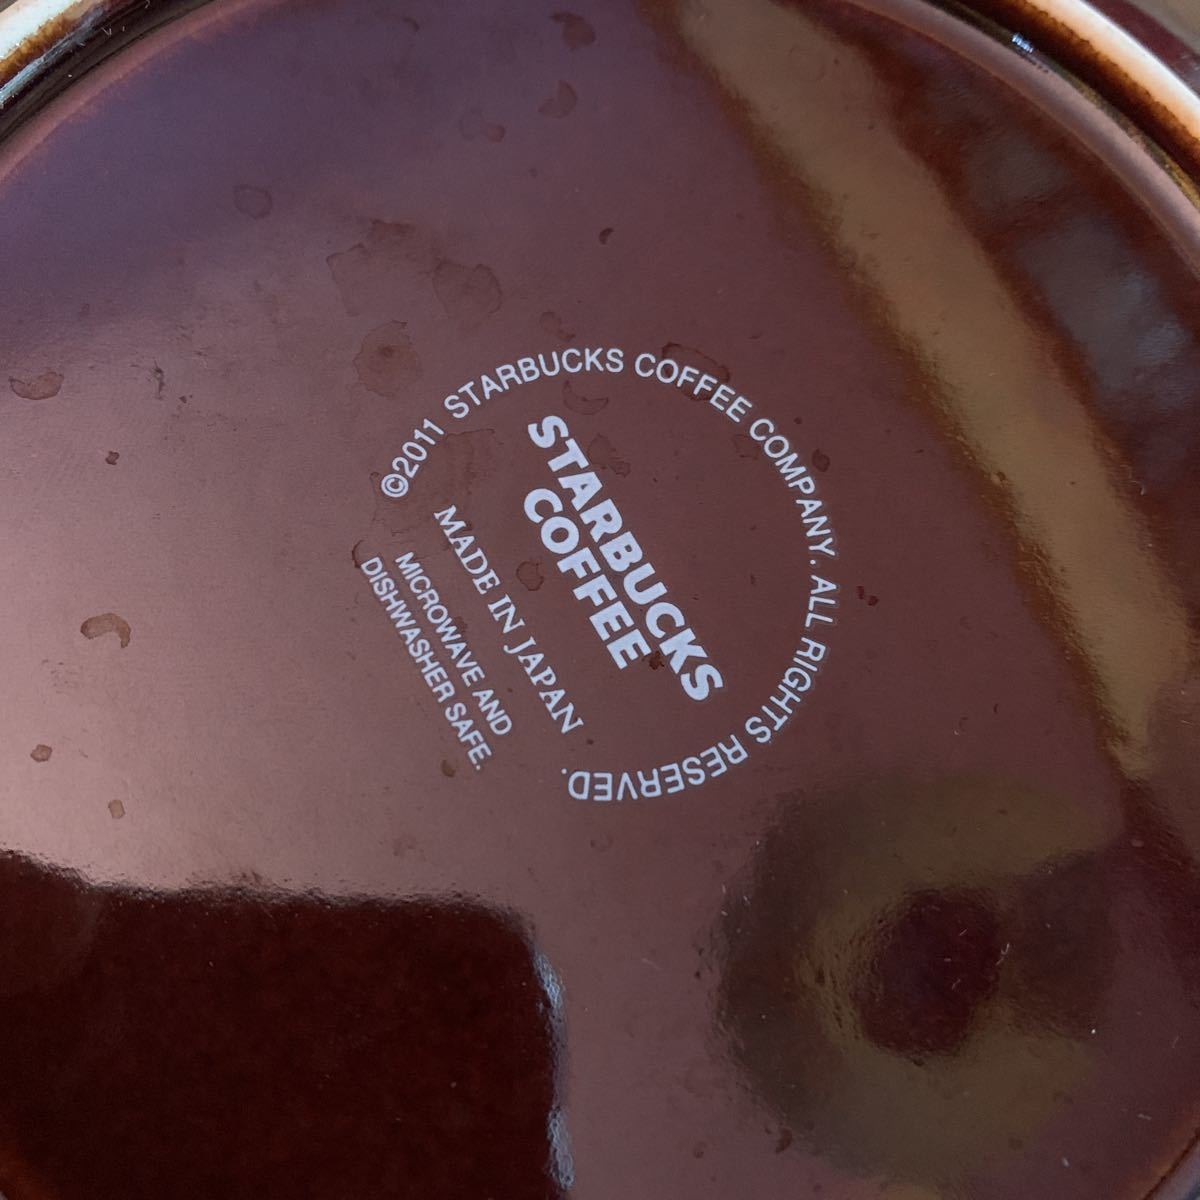 ©2011 STARBUCKS COFFEE COMPANY. ALL RIGHTS RESERVED.
STARBUCKS
COFFEE
MADE IN JAPAN
MICROWAVE AND
DISHWASHER SAFE.